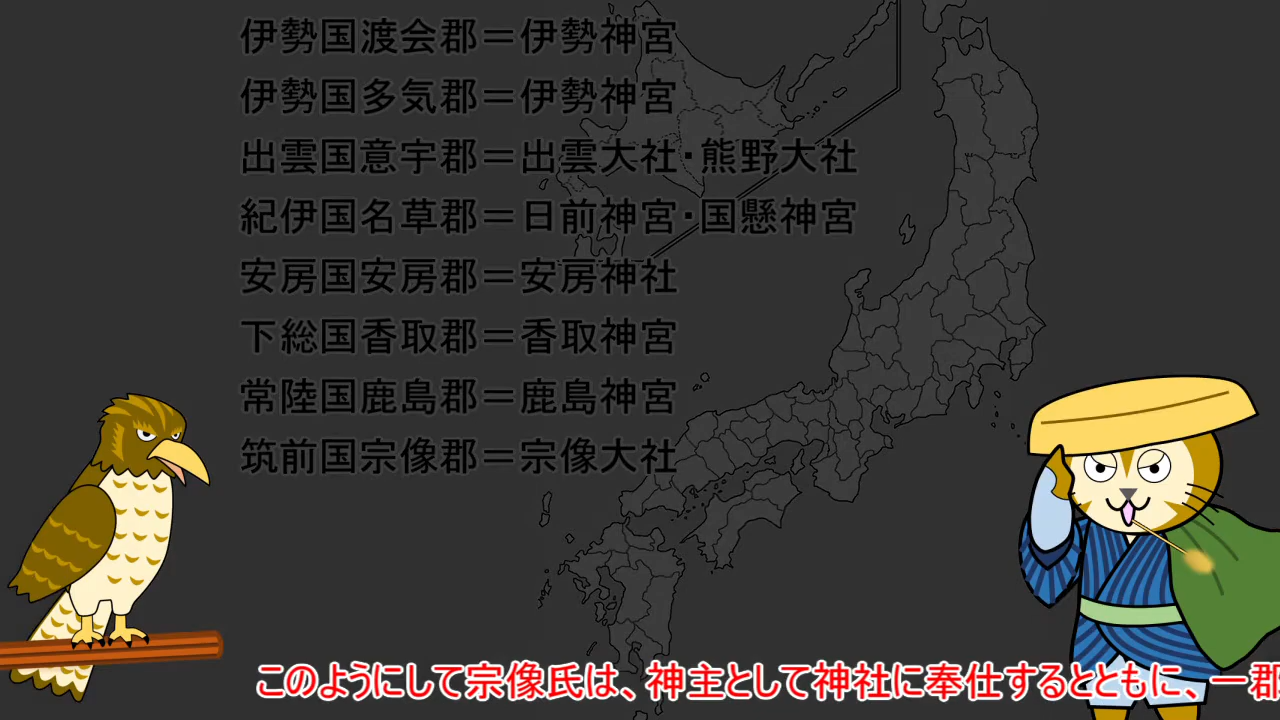 伊勢国渡会郡＝伊勢神宮
伊勢国多気郡＝伊勢神宮
出雲国意宇郡＝出雲大社・熊野大社
紀伊国名草郡＝日前神宮・国懸神宮
安房国安房郡＝安房神社
下総国香取郡＝香取神宮
常陸国鹿島郡＝鹿島神宮
筑前国宗像郡＝宗像大社
このようにして宗像氏は、神主として神社に奉仕するとともに、一郡